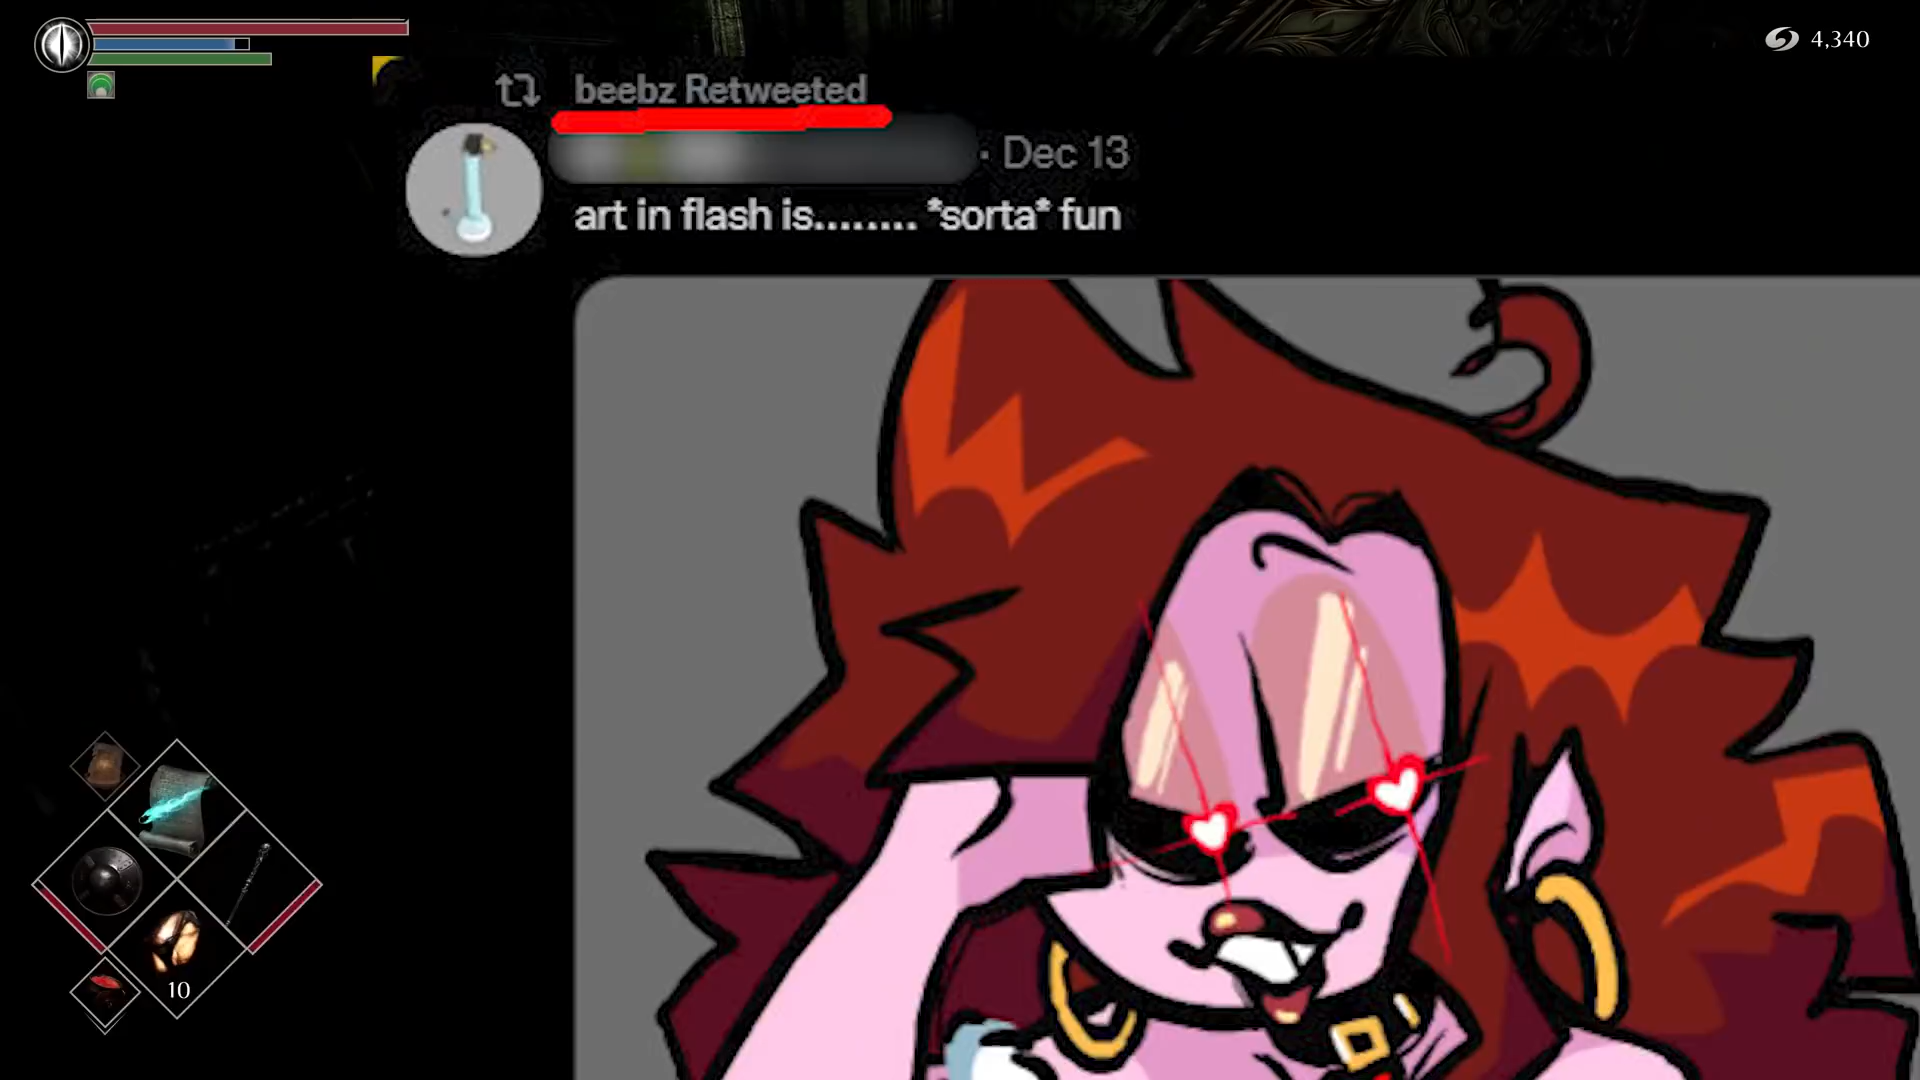 4,340
beebz Retweeted
· Dec 13
art in flash is........ *sorta* fun
10